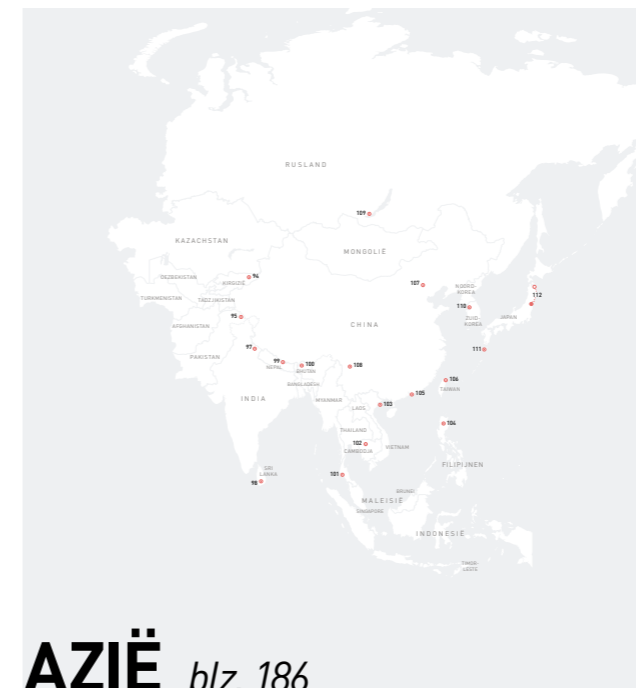 RUSLAND
109
KAZACHSTAN
MONGOLIË
OEZBEKISTAN
94
KIRGIZIË
107
NOORD-
KOREA
112
TURKMENISTAN
TADZJIKISTAN
110
95
ZUID-
KOREA
JAPAN
AFGHANISTAN
CHINA
97
111
PAKISTAN
99
100
108
NEPAL
BHUTAN
106
BANGLADESH
TAIWAN
105
INDIA
MYANMAR
103
LAOS
104
THAILAND
102
CAMBODJA
VIETNAM
FILIPIJNEN
SRI
LANKA
98
101
BRUNEI
MALEISIË
SINGAPORE
INDONESIË
TIMOR-
LESTE
AZIË blz. 186